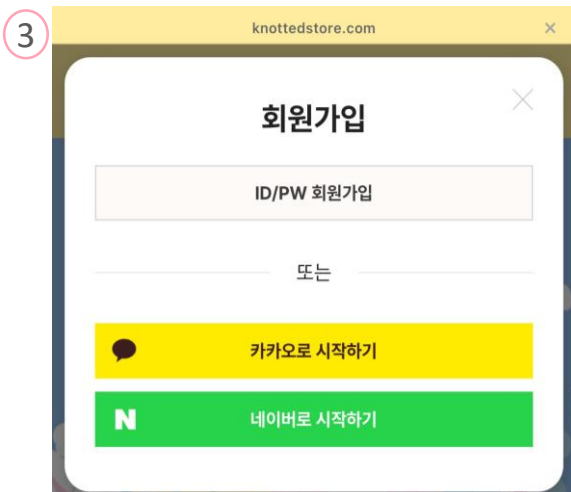 3
knottedstore.com
회원가입
ID/PW 회원가입
또는
카카오로 시작하기
N 네이버로 시작하기